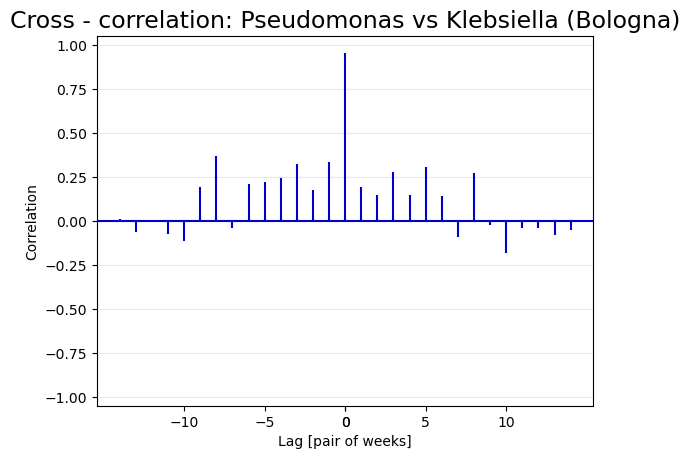 Cross - correlation: Pseudomonas vs Klebsiella (Bologna)
1.00
0.75
0.50
0.25
0.00
−0.25
−0.50
−0.75
−1.00
Correlation
−10 −5 0 5 10
Lag [pair of weeks]